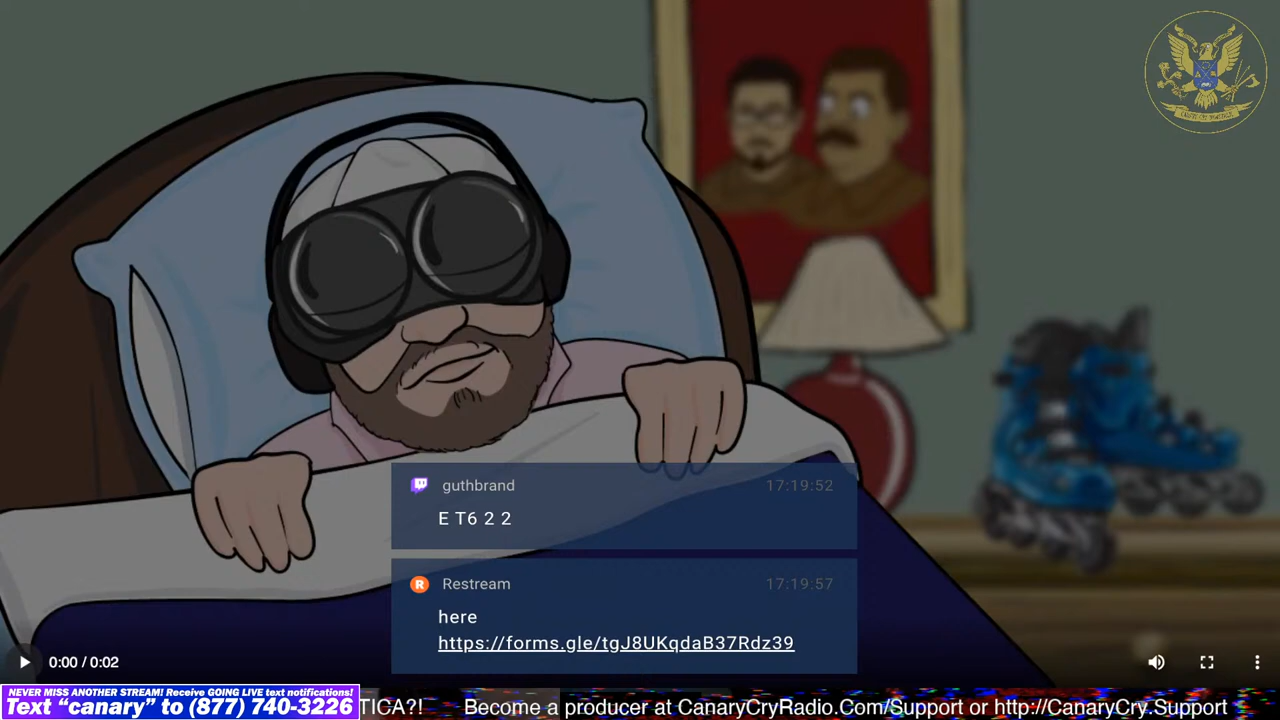 guthbrand 17:19:52
E T6 2 2
R Restream 17:19:57
here
https://forms.gle/tgJ8UKqdaB37Rdz39
0:00 / 0:02
NEVER MISS ANOTHER STREAM! Receive GOING LIVE text notifications!
Text “canary” to (877) 740-3226
TICA?! Become a producer at CanaryCryRadio.Com/Support or http://CanaryCry.Support